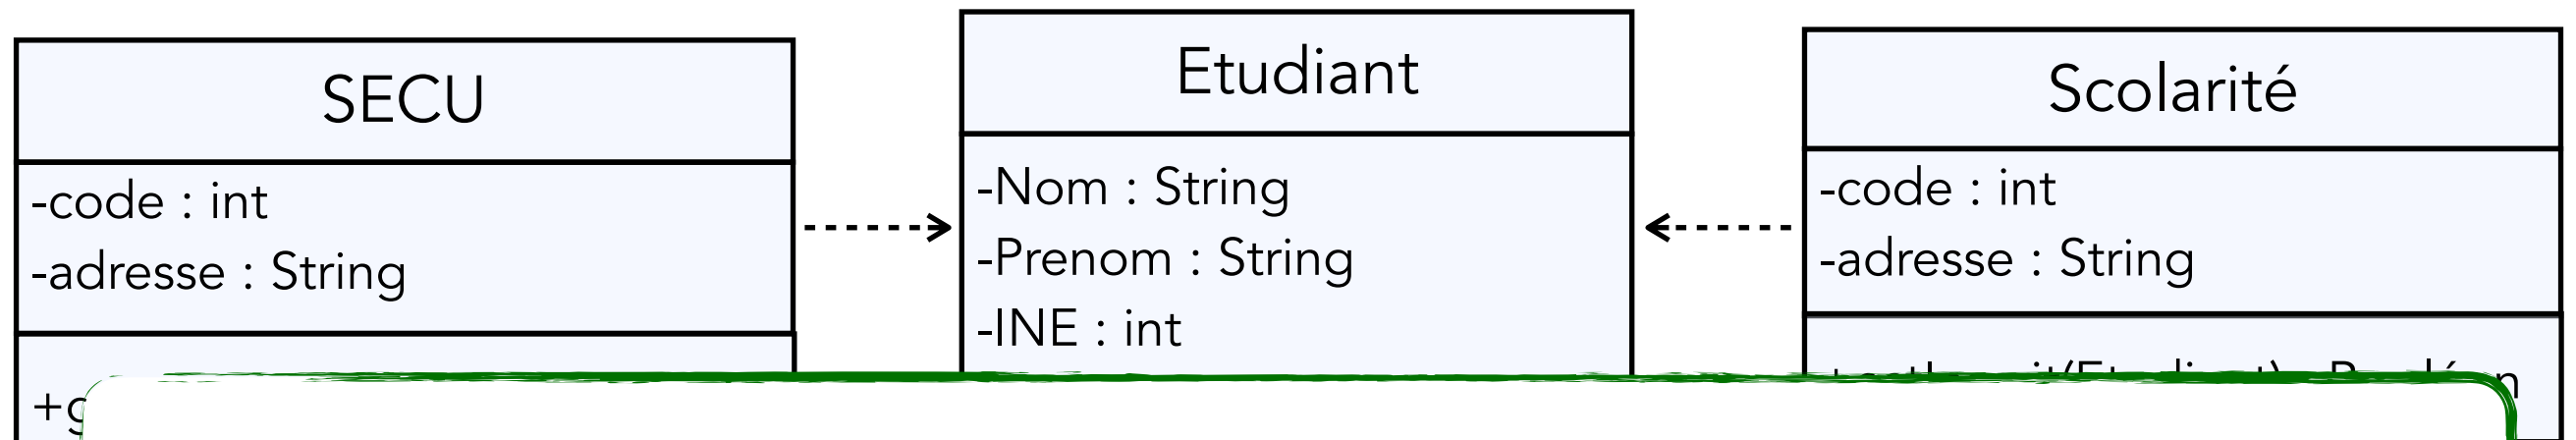 SECU
-code : int
-adresse : String
Etudiant
-Nom : String
-Prenom : String
-INE : int
Scolarité
-code : int
-adresse : String